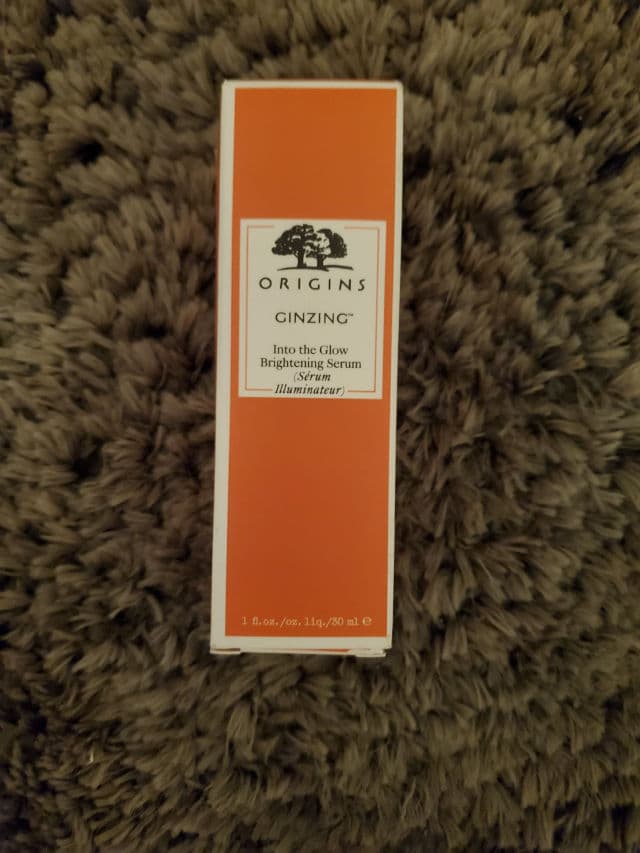 ORIGINS
GINZING™
Into the Glow
Brightening Serum
(Sérum
Illuminateur)
1 fl.oz./oz. liq./30 ml ℮